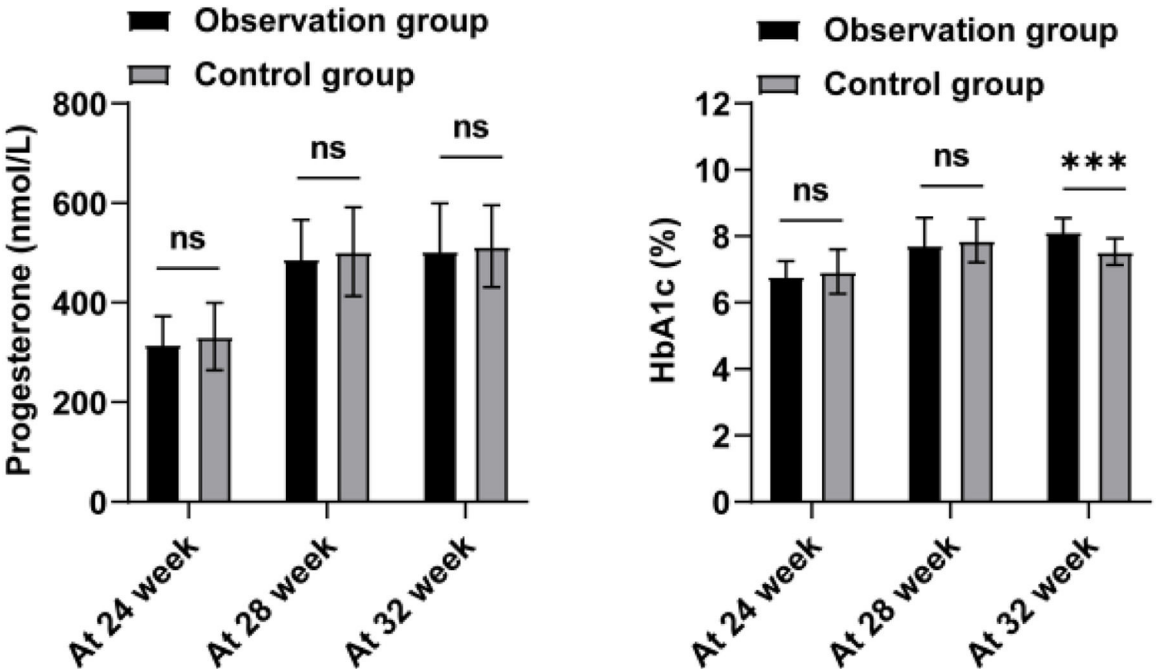 Observation group
Control group
Progesterone (nmol/L)
800
600
400
200
0
ns
ns
ns
At 24 week
At 28 week
At 32 week
Observation group
Control group
HbA1c (%)
12
10
8
6
4
2
0
ns
ns
***
At 24 week
At 28 week
At 32 week